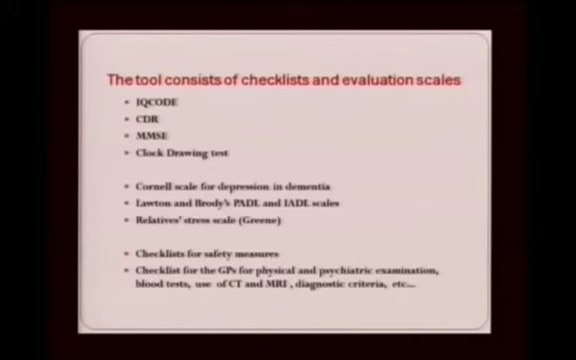 The tool consists of checklists and evaluation scales
• IQCODE
• CDR
• MMSE
• Clock Drawing test
• Cornell scale for depression in dementia
• Lawton and Brody's PADL and IADL scales
• Relatives' stress scale (Greene)
• Checklists for safety measures
• Checklist for the GPs for physical and psychiatric examination,
blood tests, use of CT and MRI , diagnostic criteria, etc...